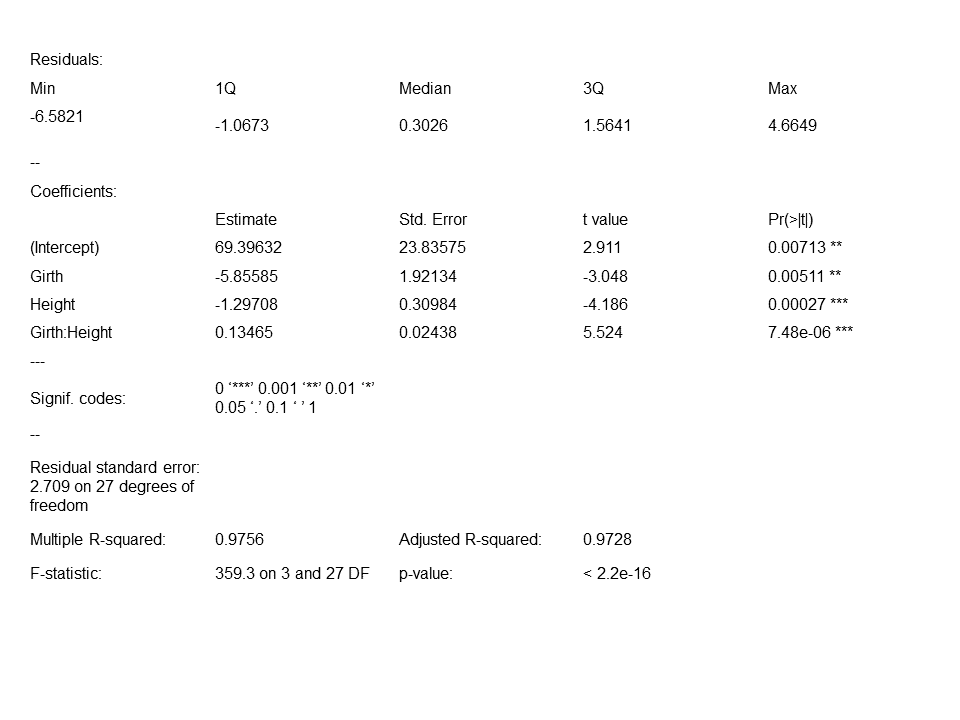 Residuals:
Min 1Q Median 3Q Max
-6.5821 -1.0673 0.3026 1.5641 4.6649
--
Coefficients:
Estimate Std. Error t value Pr(>|t|)
(Intercept) 69.39632 23.83575 2.911 0.00713 **
Girth -5.85585 1.92134 -3.048 0.00511 **
Height -1.29708 0.30984 -4.186 0.00027 ***
Girth:Height 0.13465 0.02438 5.524 7.48e-06 ***
---
Signif. codes: 0 ‘***’ 0.001 ‘**’ 0.01 ‘*’
0.05 ‘.’ 0.1 ‘ ’ 1
--
Residual standard error:
2.709 on 27 degrees of
freedom
Multiple R-squared: 0.9756 Adjusted R-squared: 0.9728
F-statistic: 359.3 on 3 and 27 DF p-value: < 2.2e-16